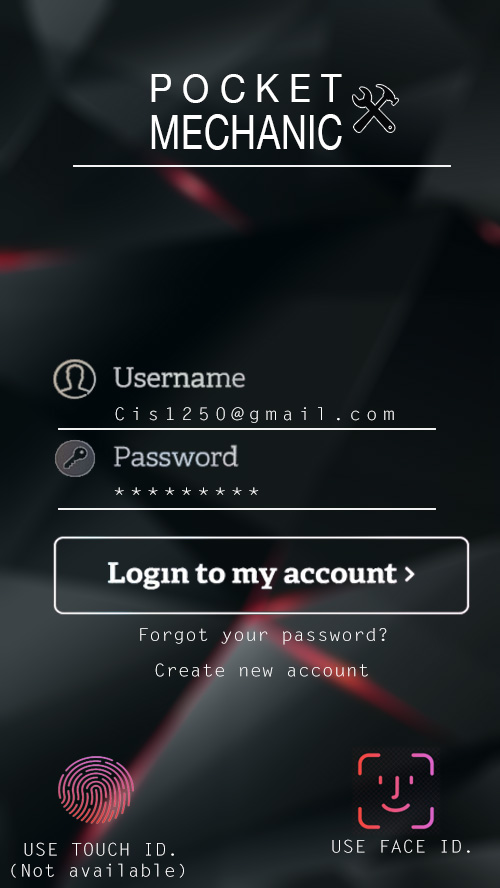 POCKET
MECHANIC
Username
Cis1250@gmail.com
Password
*********
Login to my account >
Forgot your password?
Create new account
USE TOUCH ID.
(Not available)
USE FACE ID.